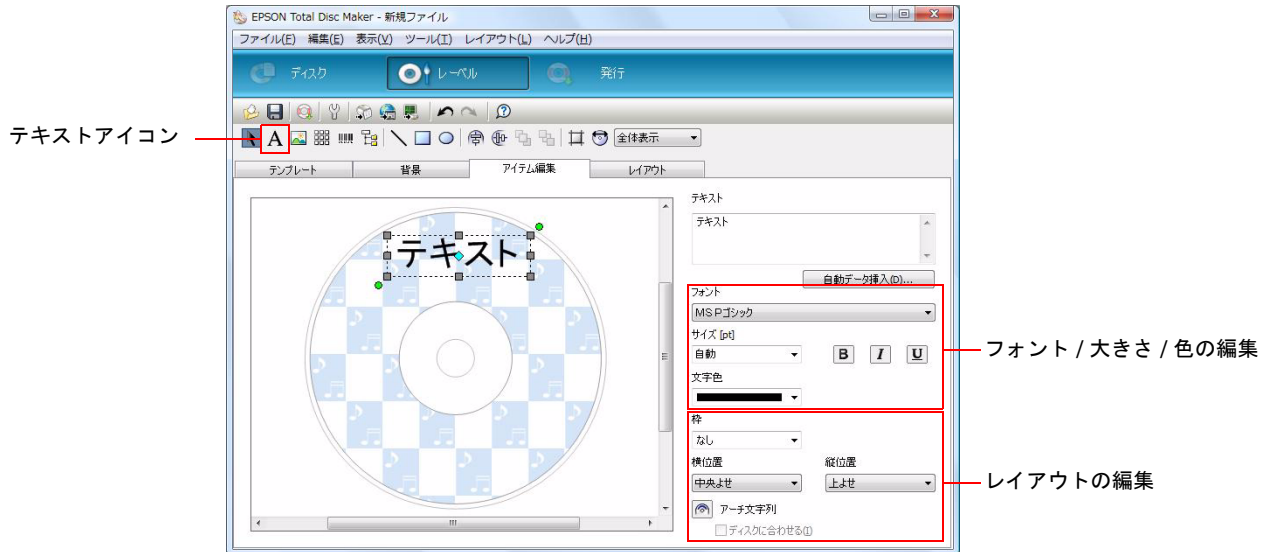 EPSON Total Disc Maker - 新規ファイル
ファイル(F) 編集(E) 表示(V) ツール(T) レイアウト(L) ヘルプ(H)
ディスク レーベル 発行
テキストアイコン
A 全体表示
テンプレート 背景 アイテム編集 レイアウト
テキスト
テキスト
テキスト
自動データ挿入(D)...
フォント
MS Pゴシック
サイズ [pt]
自動 B I U
フォント / 大きさ / 色の編集
文字色
枠
なし
横位置 縦位置
中央よせ 上よせ
レイアウトの編集
アーチ文字列
ディスクに合わせる(I)